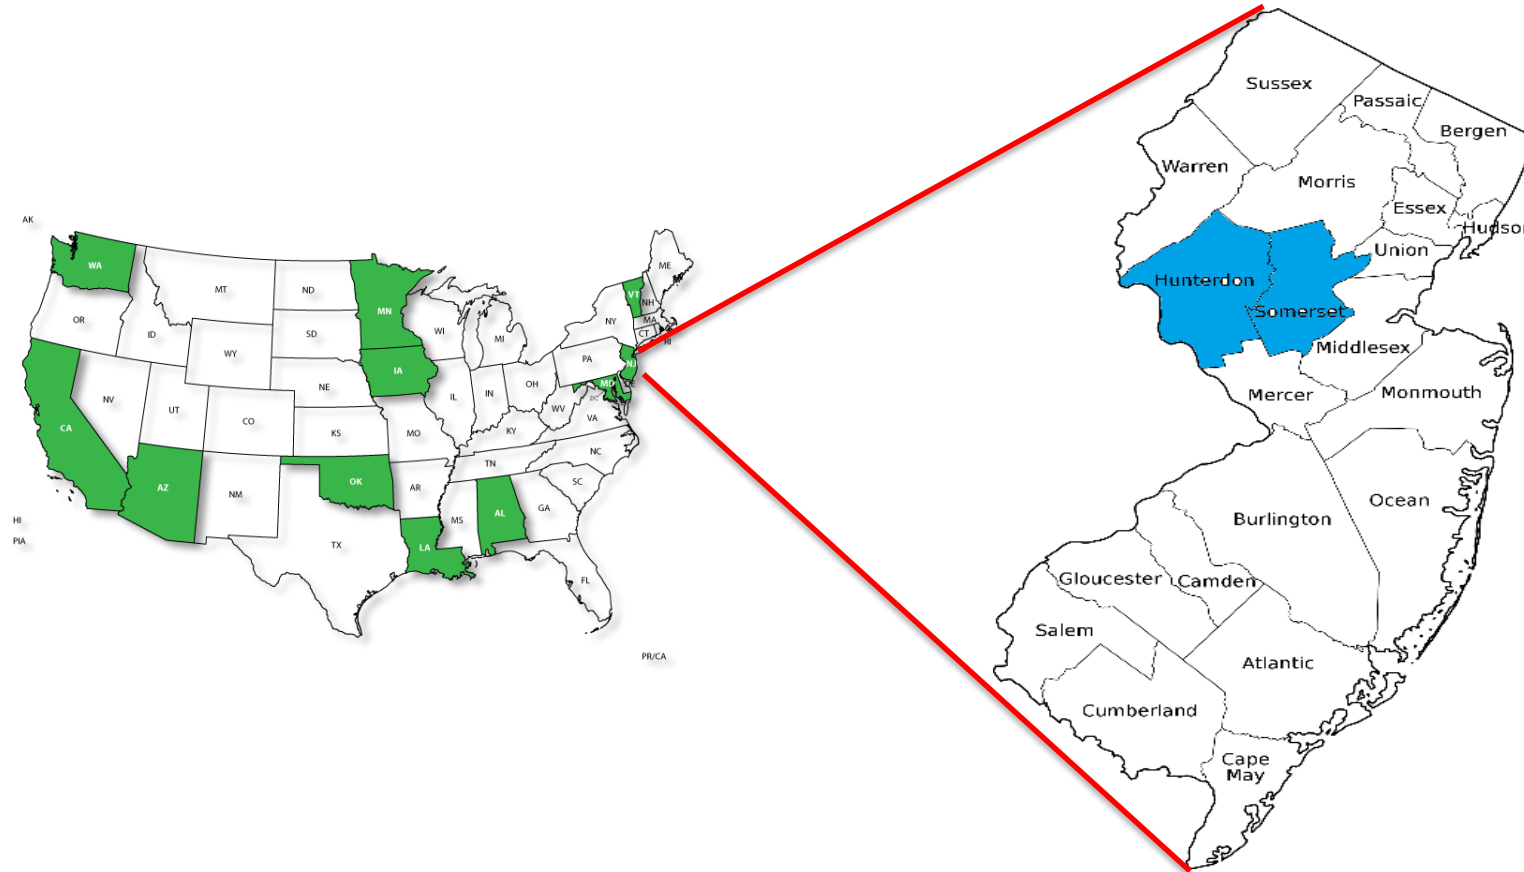 AK
WA
MT
ND
MN
ME
VT
NH
OR
ID
SD
WI
NY
MA
CT
RI
WY
MI
PA
NJ
IA
NE
NV
UT
CO
IL
IN
OH
MD
DE
DC
WV
VA
CA
KS
MO
KY
NC
TN
AZ
NM
OK
AR
SC
MS
AL
GA
HI
PIA
TX
LA
FL
PR/CA
Sussex
Passaic
Bergen
Warren
Morris
Essex
Hudson
Union
Hunterdon
Somerset
Middlesex
Mercer
Monmouth
Ocean
Burlington
Gloucester
Camden
Salem
Atlantic
Cumberland
Cape
May